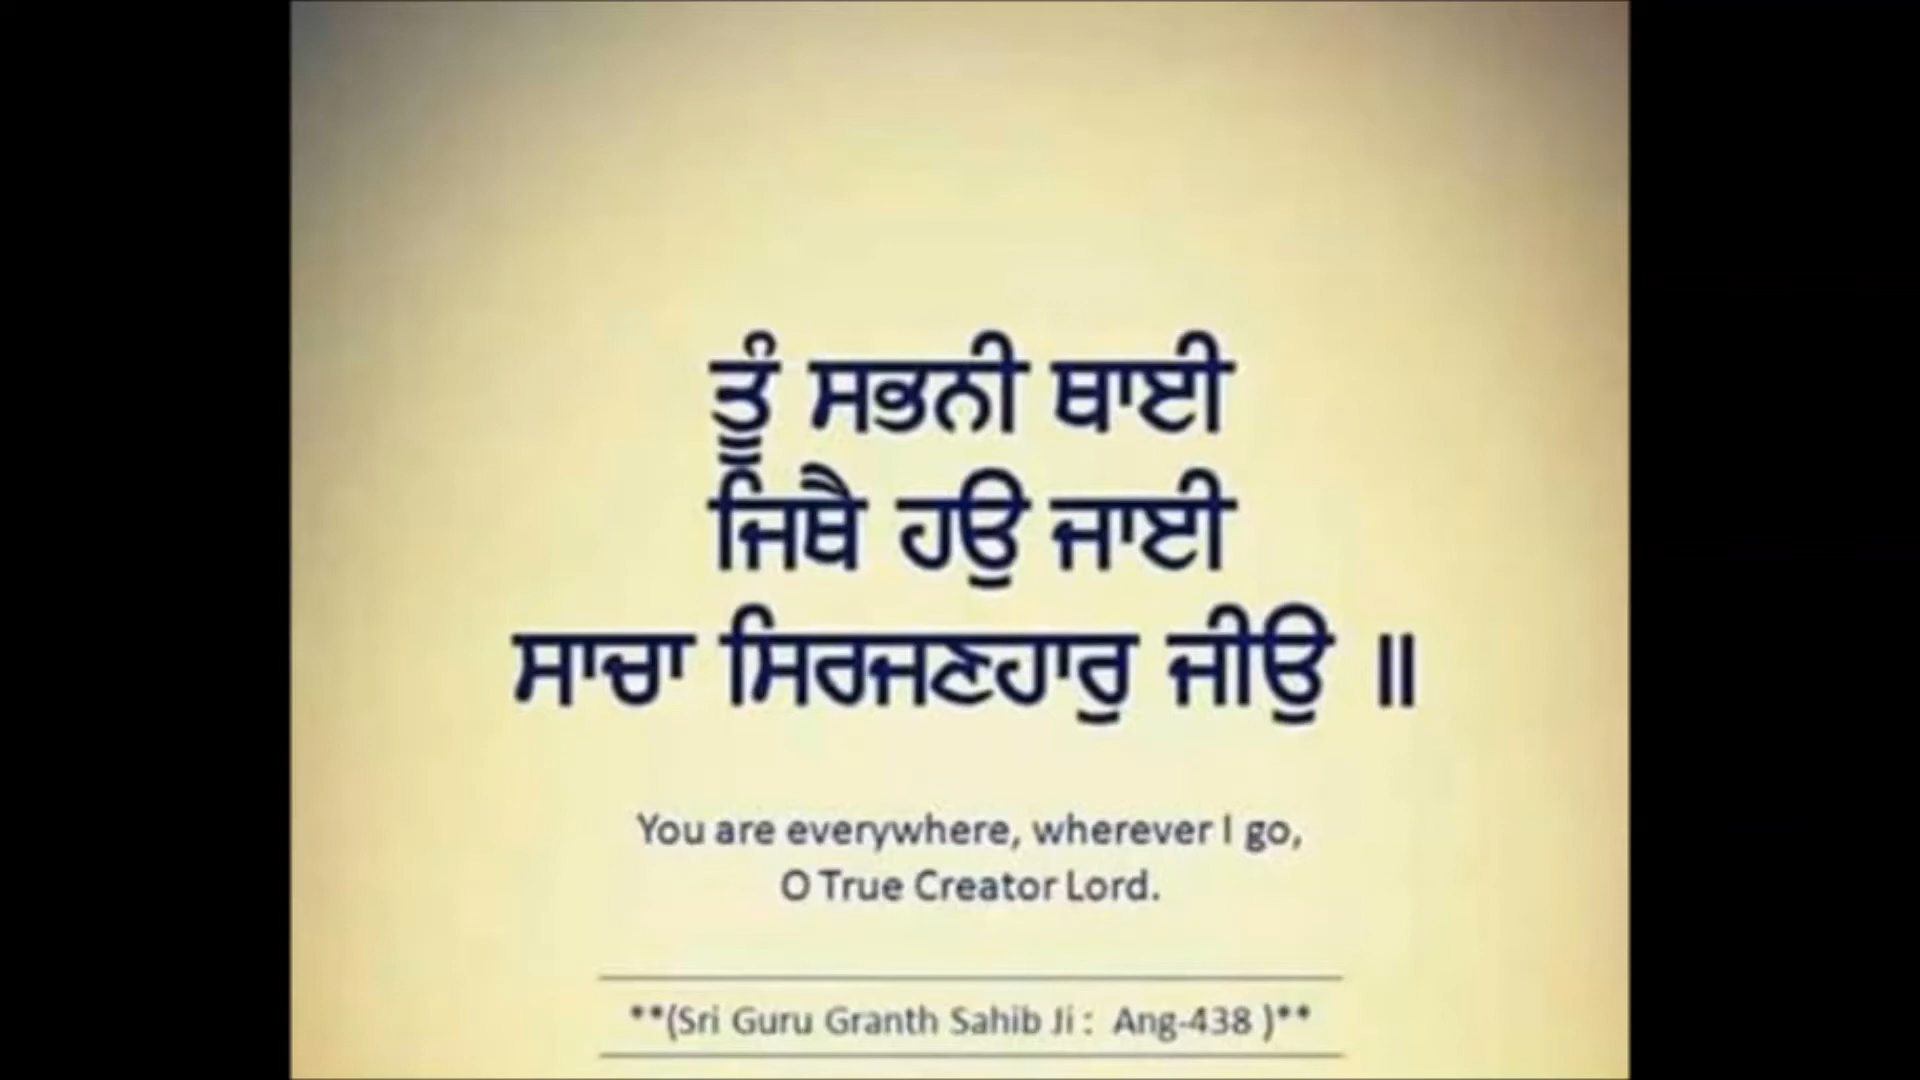 ਤੂੰ ਸਭਨੀ ਥਾਈ
ਜਿਥੈ ਹਉ ਜਾਈ
ਸਾਚਾ ਸਿਰਜਣਹਾਰੁ ਜੀਉ ॥
You are everywhere, wherever I go,
O True Creator Lord.
**(Sri Guru Granth Sahib Ji : Ang-438 )**